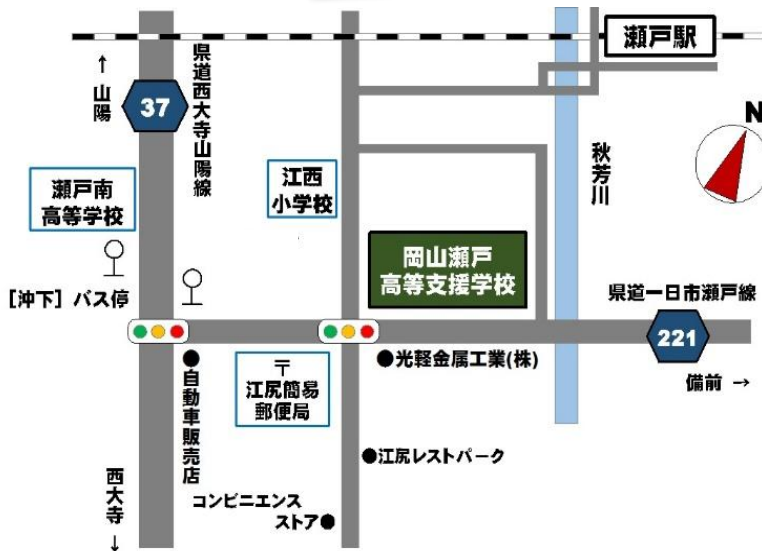 瀬戸駅
↑
山陽
37
県道西大寺山陽線
N
秋芳川
江西
小学校
瀬戸南
高等学校
岡山瀬戸
高等支援学校
[沖下] バス停
県道一日市瀬戸線
221
備前 →
●光軽金属工業(株)
〒
江尻簡易
郵便局
●自動車販売店
●江尻レストパーク
西大寺
↓
コンビニエンス
ストア●